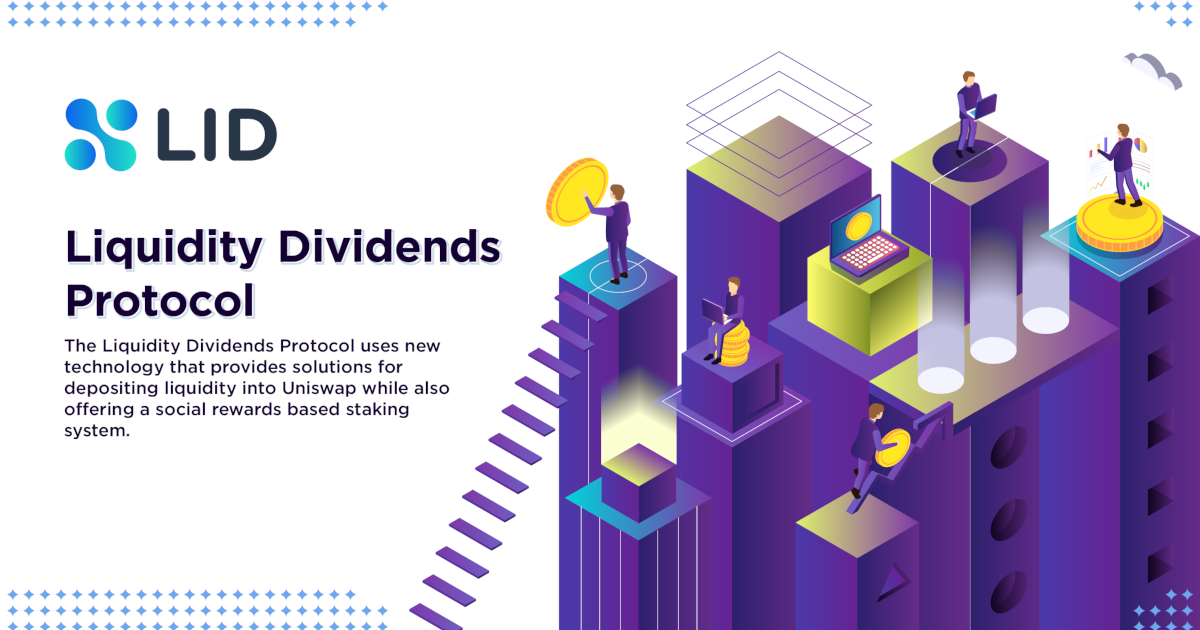 LID
Liquidity Dividends
Protocol
The Liquidity Dividends Protocol uses new
technology that provides solutions for
depositing liquidity into Uniswap while also
offering a social rewards based staking
system.